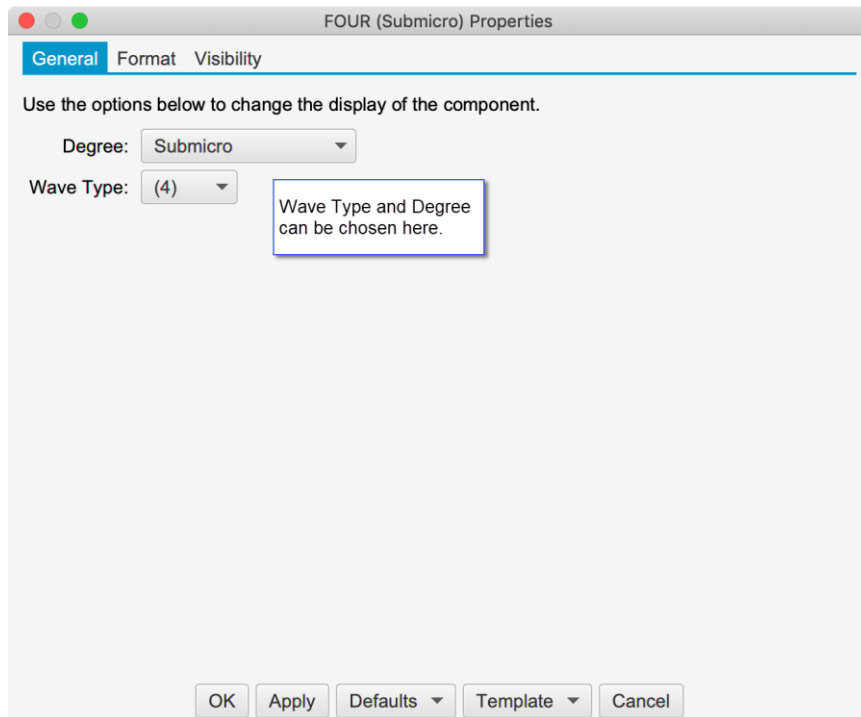 FOUR (Submicro) Properties
General Format Visibility
Use the options below to change the display of the component.
Degree: Submicro
Wave Type: (4)
Wave Type and Degree
can be chosen here.
OK Apply Defaults Template Cancel